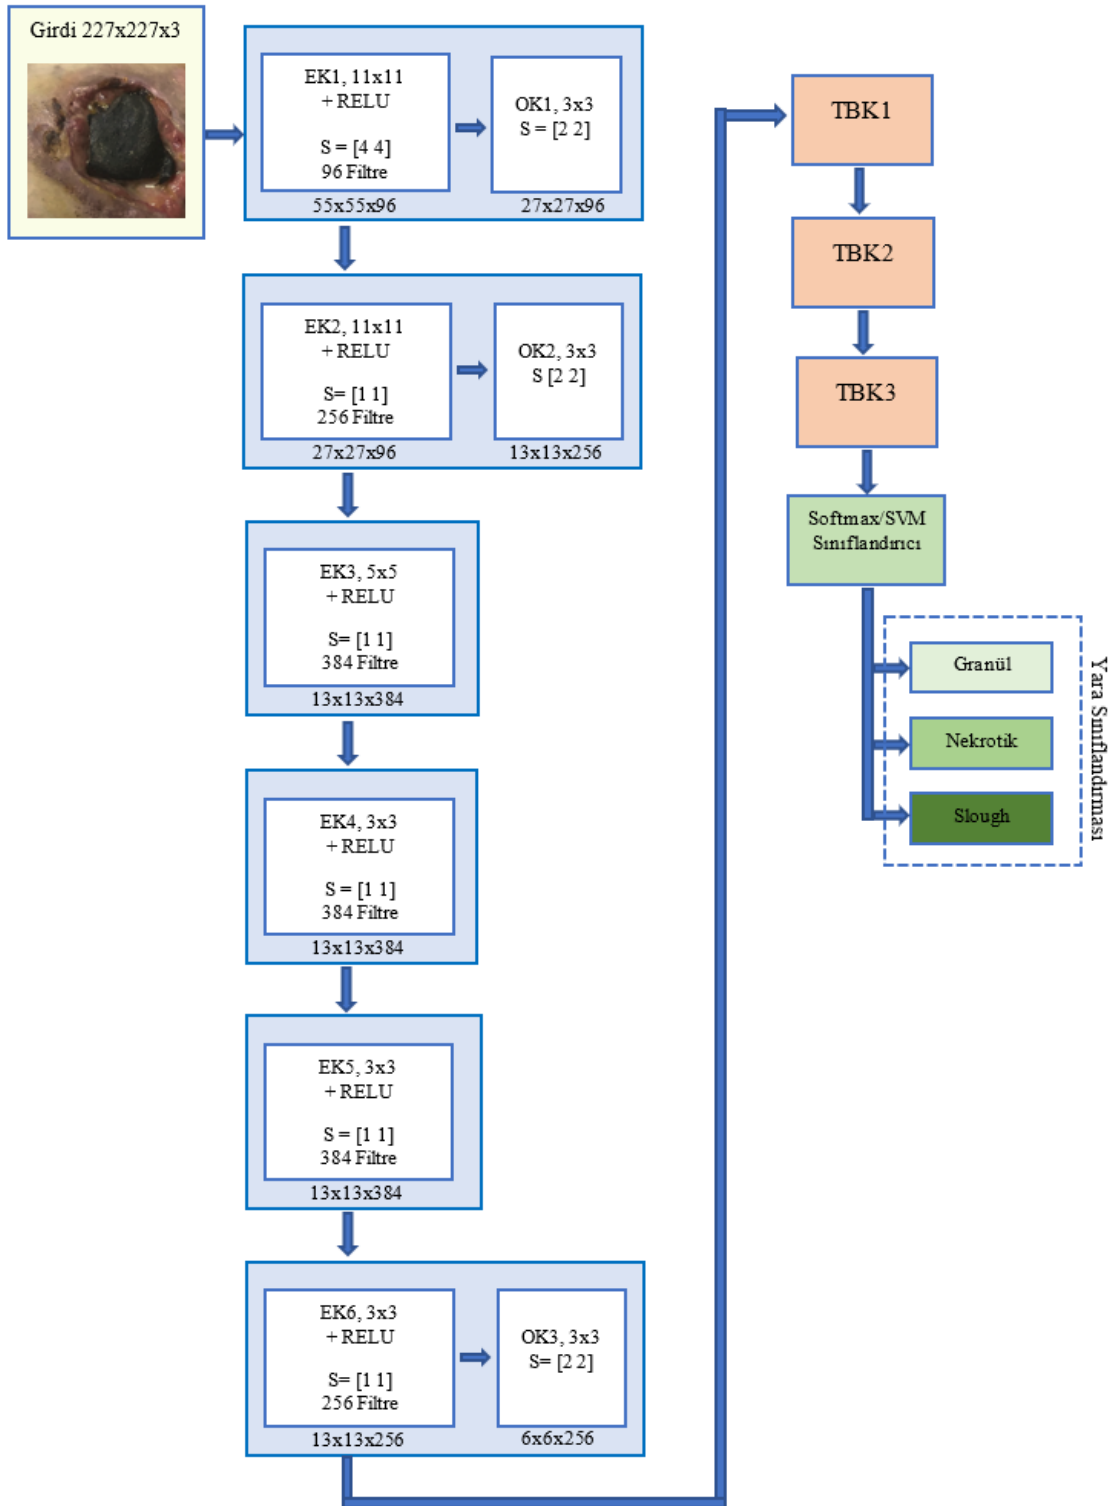 Girdi 227x227x3
EK1, 11x11
+ RELU
S = [4 4]
96 Filtre
55x55x96
OK1, 3x3
S = [2 2]
27x27x96
EK2, 11x11
+ RELU
S= [1 1]
256 Filtre
27x27x96
OK2, 3x3
S [2 2]
13x13x256
EK3, 5x5
+ RELU
S= [1 1]
384 Filtre
13x13x384
EK4, 3x3
+ RELU
S = [1 1]
384 Filtre
13x13x384
EK5, 3x3
+ RELU
S = [1 1]
384 Filtre
13x13x384
EK6, 3x3
+ RELU
S= [1 1]
256 Filtre
13x13x256
OK3, 3x3
S= [2 2]
6x6x256
TBK1
TBK2
TBK3
Softmax/SVM
Sınıflandırıcı
Granül
Nekrotik
Slough
Yara Sınıflandırması